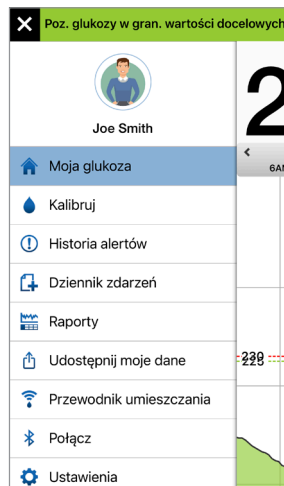 Poz. glukozy w gran. wartości docelowych
Joe Smith
2
6AM
Moja glukoza
Kalibruj
Historia alertów
Dziennik zdarzeń
Raporty
Udostępnij moje dane
230
225
Przewodnik umieszczania
Połącz
Ustawienia